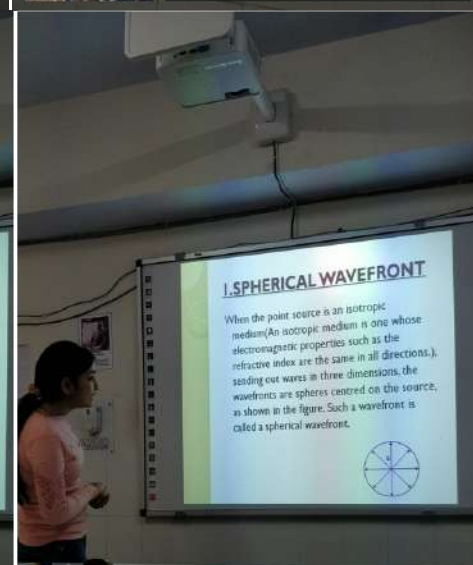 1.SPHERICAL WAVEFRONT
When the point source is an isotropic
medium(An isotropic medium is one whose
electromagnetic properties such as the
refractive index are the same in all directions.),
sending out waves in three dimensions, the
wavefronts are spheres centred on the source,
as shown in the figure. Such a wavefront is
called a spherical wavefront.